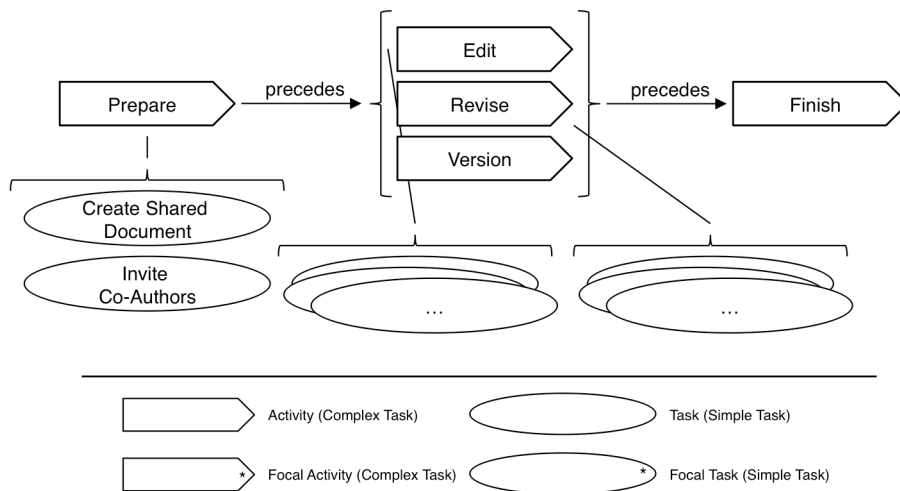 Edit
precedes
precedes
Prepare
Revise
Finish
Version
Create Shared
Document
Invite
Co-Authors
...
...
Activity (Complex Task)
Task (Simple Task)
* Focal Activity (Complex Task)
* Focal Task (Simple Task)